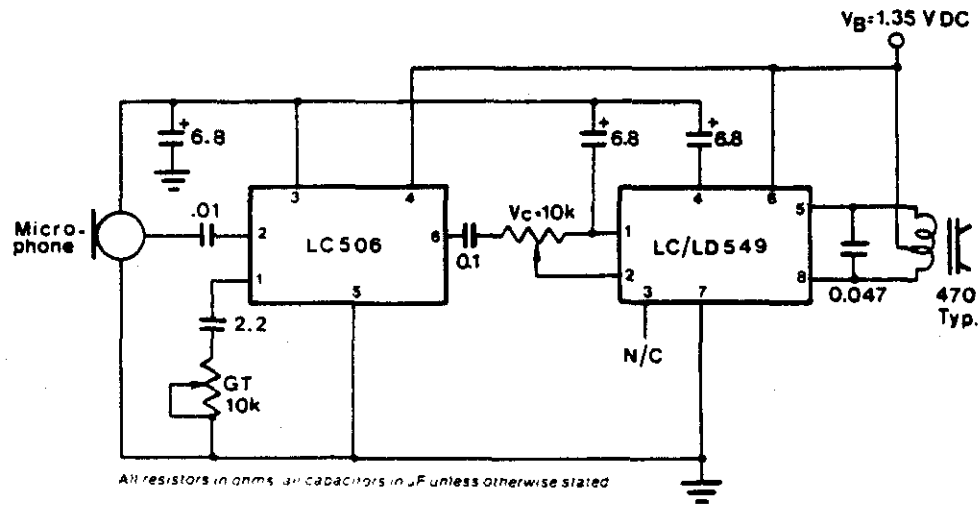 VB=1.35 VDC
+
6.8
+
6.8
+
6.8
3
4
4
6
Micro-
phone
.01
2
LC506
6
0.1
VC=10k
1
LC/LD549
5
1
2
8
5
3
7
0.047
470
Typ.
2.2
N/C
GT
10k
All resistors in ohms, all capacitors in µF unless otherwise stated